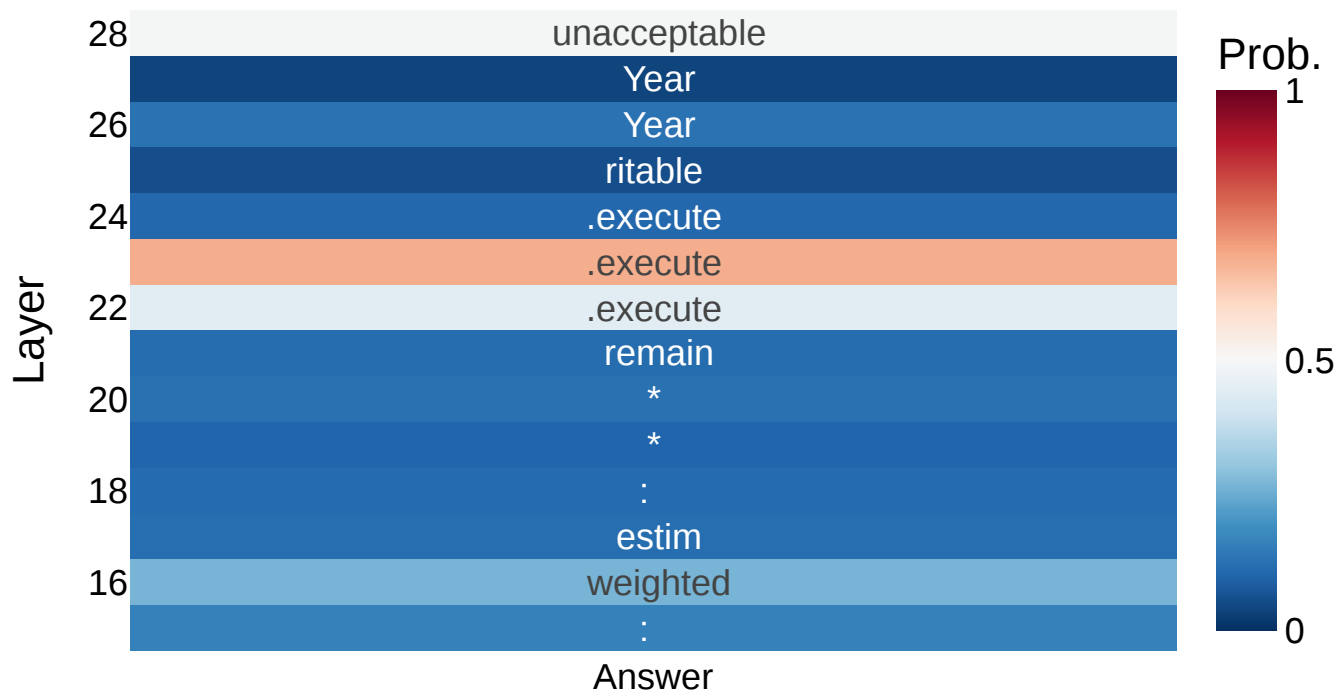 28 unacceptable
Year
26 Year
ritable
24 .execute
.execute
22 .execute
remain
20 *
*
18 :
estim
16 weighted
:
Answer
Layer
Prob.
1
0.5
0